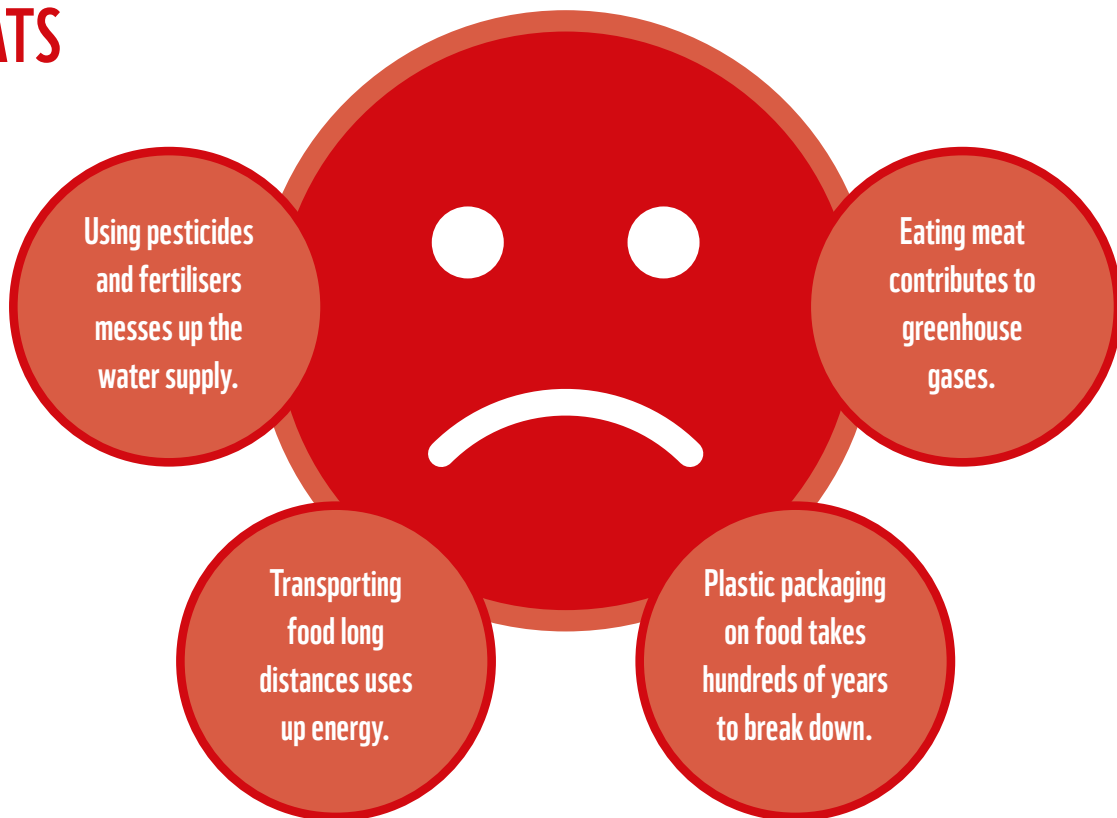 ATS
Using pesticides
and fertilisers
messes up the
water supply.
Eating meat
contributes to
greenhouse
gases.
Transporting
food long
distances uses
up energy.
Plastic packaging
on food takes
hundreds of years
to break down.